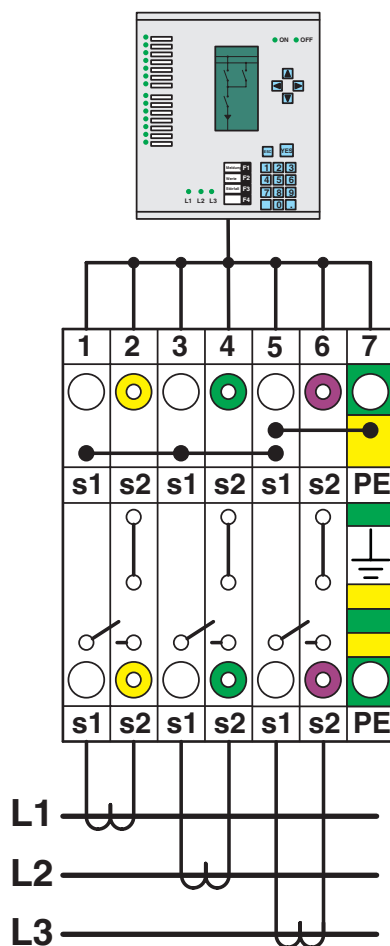 ON OFF
ESC YES
F1
F2
F3
F4
1 2 3
4 5 6
7 8 9
0 .
L1 L2 L3
1 2 3 4 5 6 7
s1 s2 s1 s2 s1 s2 PE
s1 s2 s1 s2 s1 s2 PE
L1
L2
L3